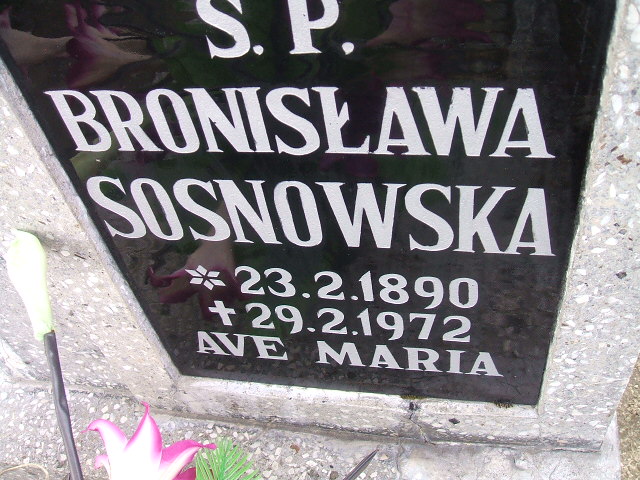 S. P.
BRONISŁAWA
SOSNOWSKA
* 23.2.1890
✝ 29.2.1972
AVE MARIA